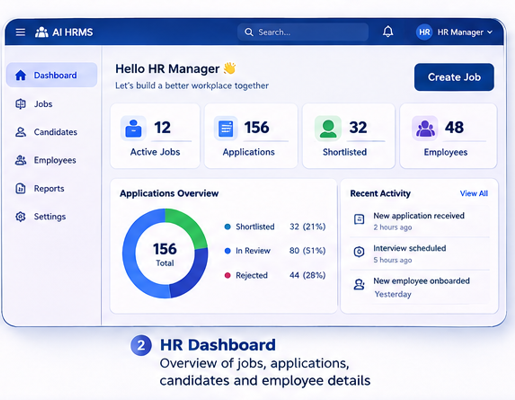 AI HRMS
Search...
HR
HR Manager
Dashboard
Jobs
Candidates
Employees
Reports
Settings
Hello HR Manager 👋
Let's build a better workplace together
Create Job
12
Active Jobs
156
Applications
32
Shortlisted
48
Employees
Applications Overview
156
Total
Shortlisted 32 (21%)
In Review 80 (51%)
Rejected 44 (28%)
Recent Activity View All
New application received
2 hours ago
Interview scheduled
5 hours ago
New employee onboarded
Yesterday
2 HR Dashboard
Overview of jobs, applications,
candidates and employee details